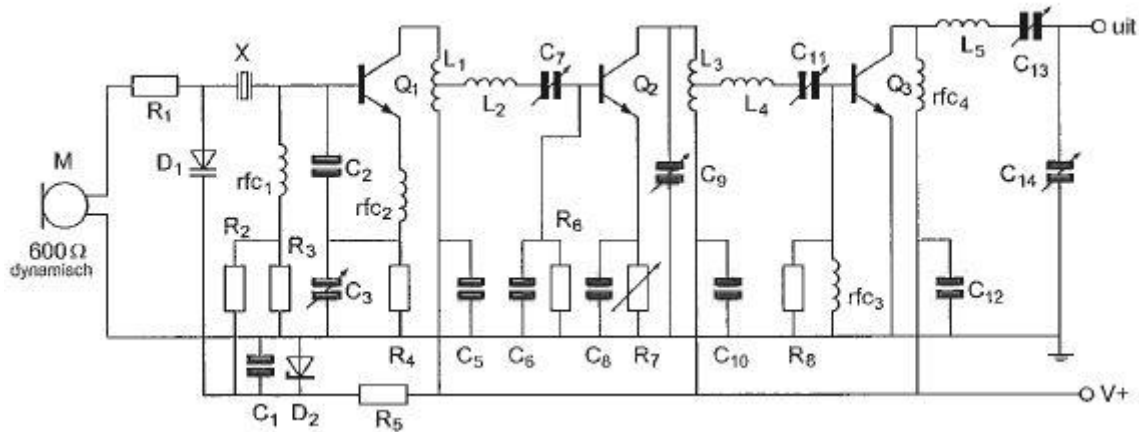 M
600 Ω
dynamisch
R1
X
D1
rfc1
R2
R3
C2
C3
Q1
rfc2
R4
C1
D2
R5
L1
L2
C7
C5
C6
R6
Q2
C8
R7
C9
L3
L4
C11
C10
R8
rfc3
Q3
rfc4
C12
L5
C13
C14
uit
V+